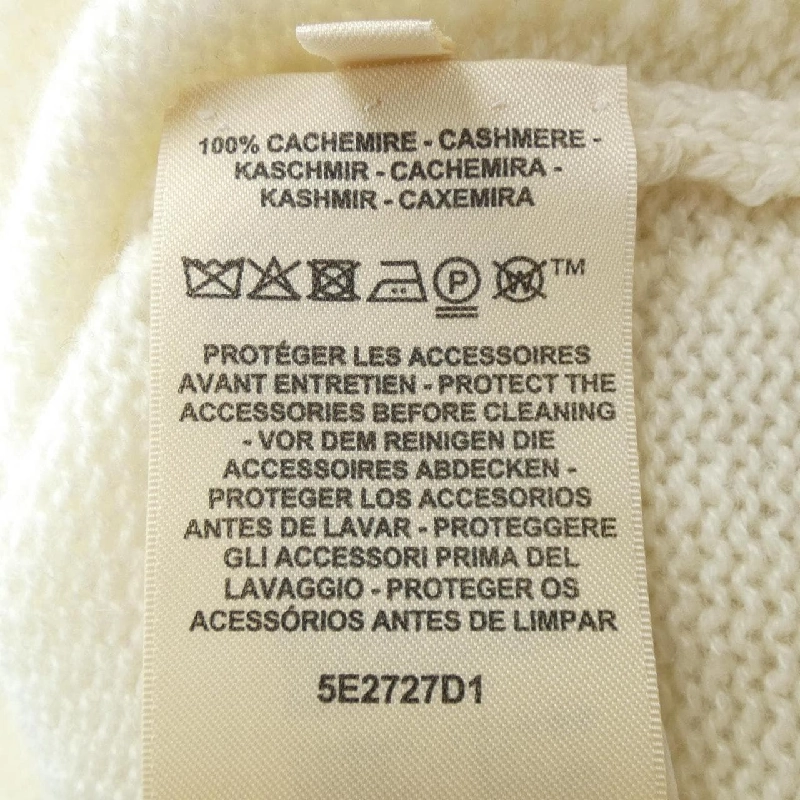 100% CACHEMIRE - CASHMERE -
KASCHMIR - CACHEMIRA -
KASHMIR - CAXEMIRA
P W TM
PROTÉGER LES ACCESSOIRES
AVANT ENTRETIEN - PROTECT THE
ACCESSORIES BEFORE CLEANING
- VOR DEM REINIGEN DIE
ACCESSOIRES ABDECKEN -
PROTEGER LOS ACCESORIOS
ANTES DE LAVAR - PROTEGGERE
GLI ACCESSORI PRIMA DEL
LAVAGGIO - PROTEGER OS
ACESSÓRIOS ANTES DE LIMPAR
5E2727D1